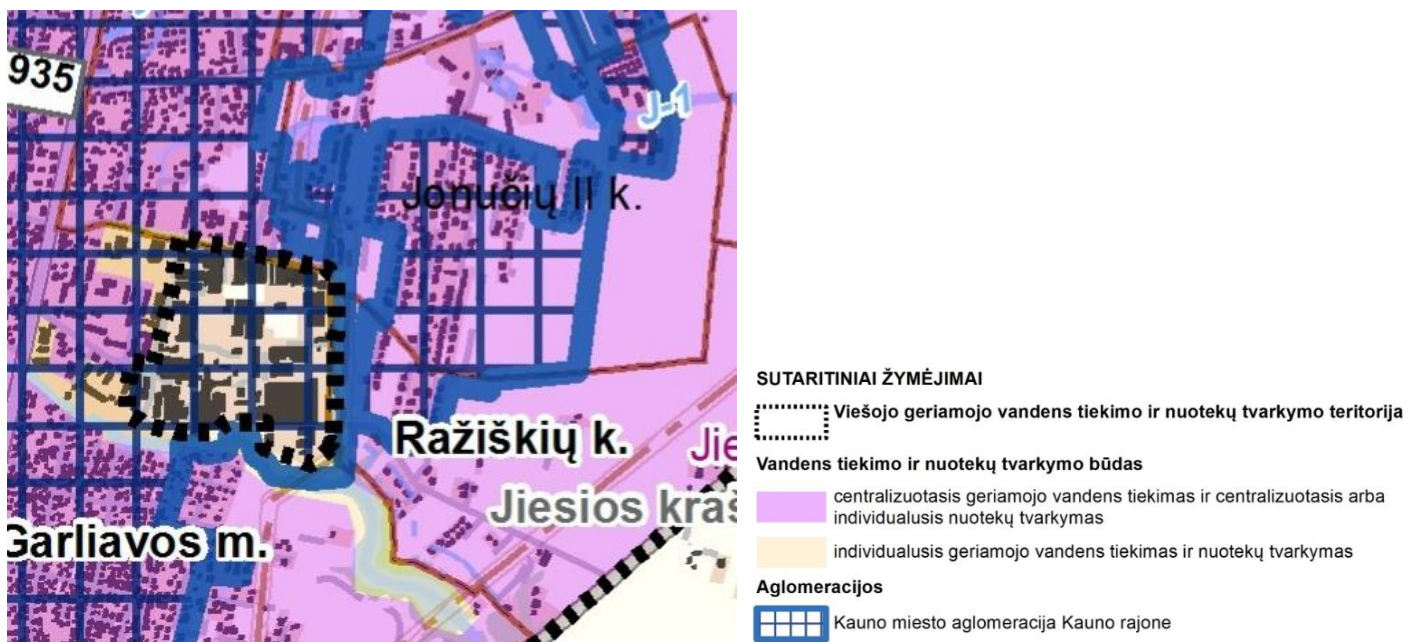 935
J-1
Jonučių II k.
Ražiškių k.
Jie
Jiesios kraš
Garliavos m.
SUTARITINIAI ŽYMĖJIMAI
Viešojo geriamojo vandens tiekimo ir nuotekų tvarkymo teritorija
Vandens tiekimo ir nuotekų tvarkymo būdas
centralizuotasis geriamojo vandens tiekimas ir centralizuotasis arba
individualusis nuotekų tvarkymas
individualusis geriamojo vandens tiekimas ir nuotekų tvarkymas
Aglomeracijos
Kauno miesto aglomeracija Kauno rajone